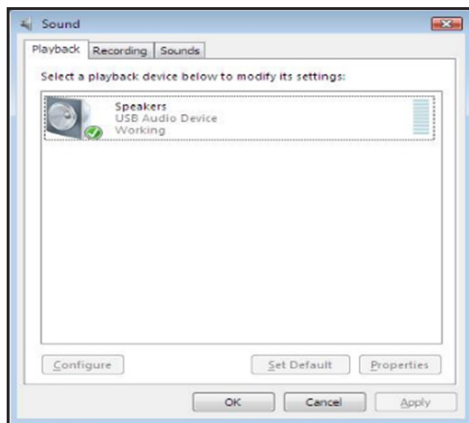 Sound
Playback Recording Sounds
Select a playback device below to modify its settings:
Speakers
USB Audio Device
Working
Configure Set Default Properties
OK Cancel Apply